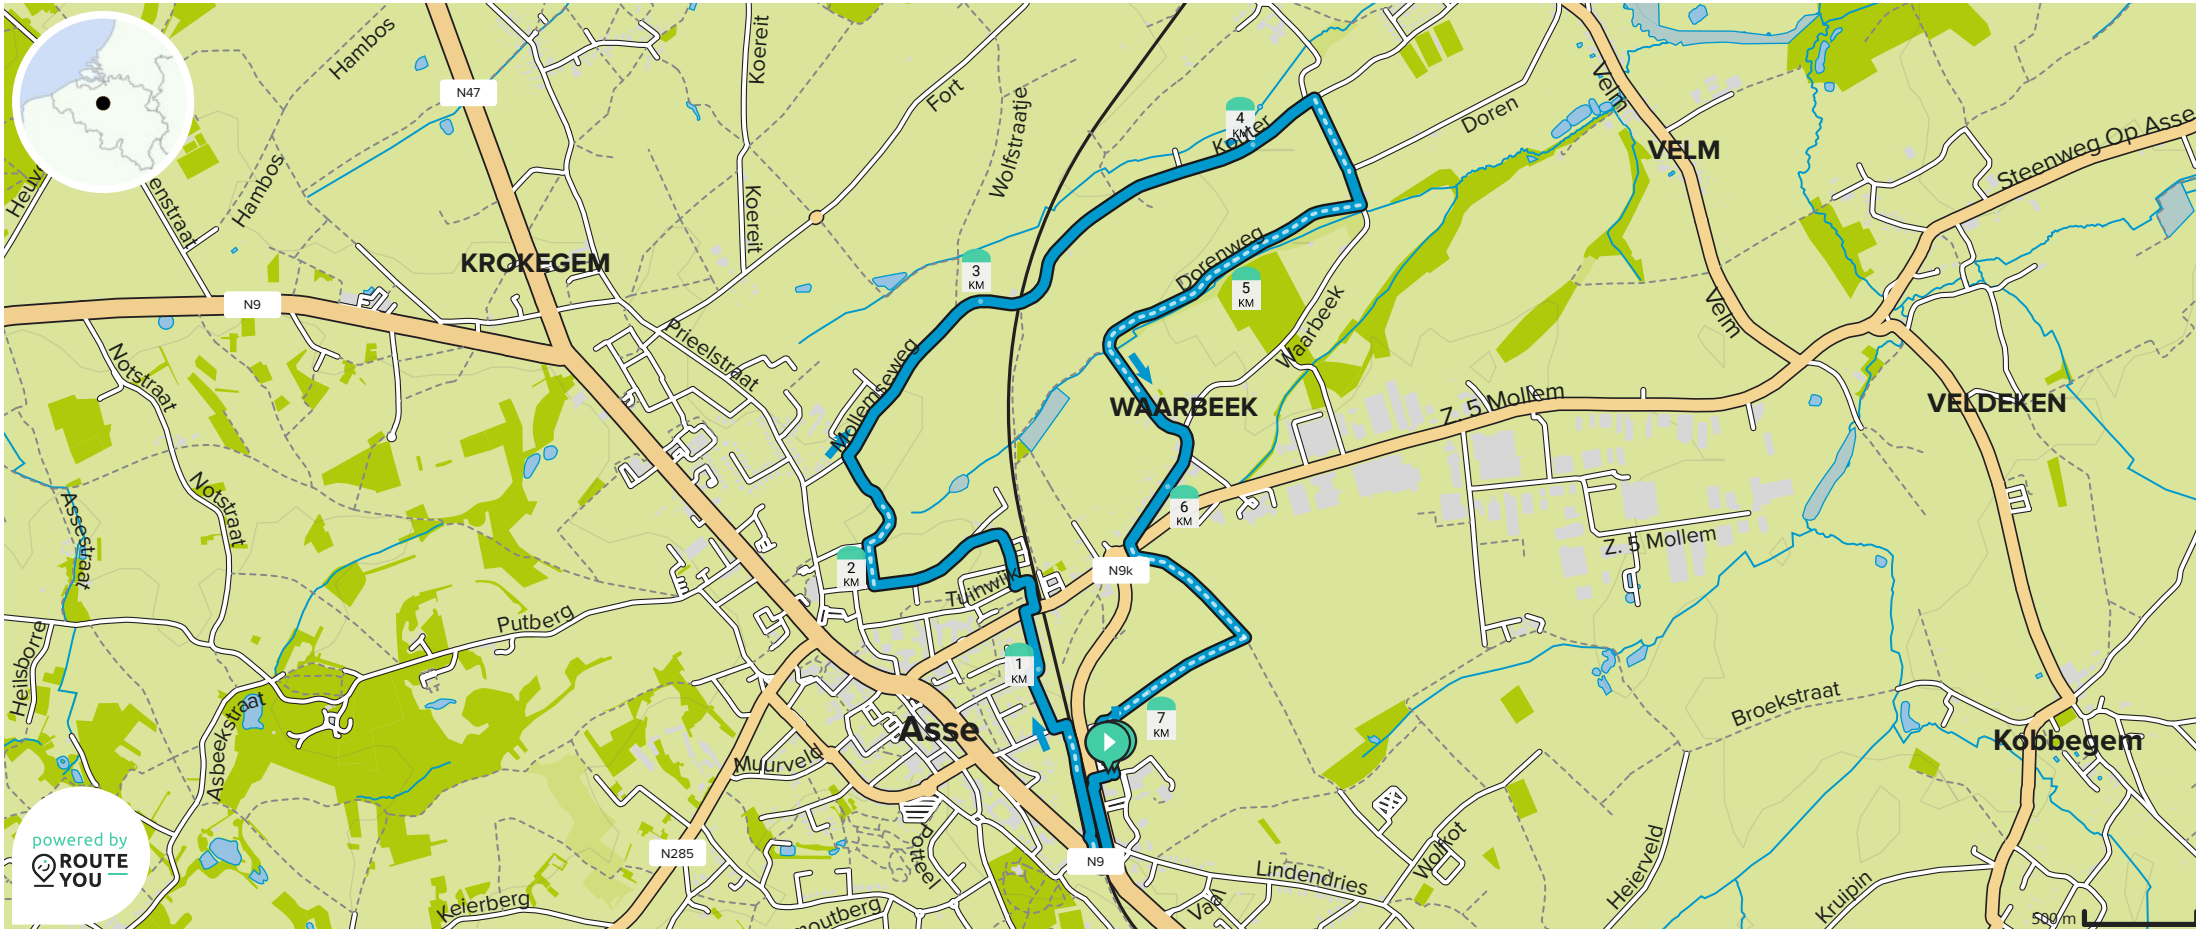 Hambos
Koereit
N47
Fort
Velm
Doren
4
KM
Kouter
VELM
Steenweg Op Asse
Wolfstraatje
Hambos
enstraat
Heuv
Koereit
KROKEGEM
3
KM
Dorenweg
5
KM
N9
Prieelstraat
Waarbeek
Velm
Notstraat
Mollemseweg
WAARBEEK
Z. 5 Mollem
VELDEKEN
Notstraat
Assestraat
6
KM
Z. 5 Mollem
2
KM
N9k
Tuinwijk
Putberg
Heilsborre
1
KM
Asbeekstraat
Asse
7
KM
Broekstraat
Kobbegem
Muurveld
powered by
ROUTE
YOU
N285
N9
Lindendries
Wolkot
Heierveld
Kruipin
Keierberg
moutberg
Vaal
500 m